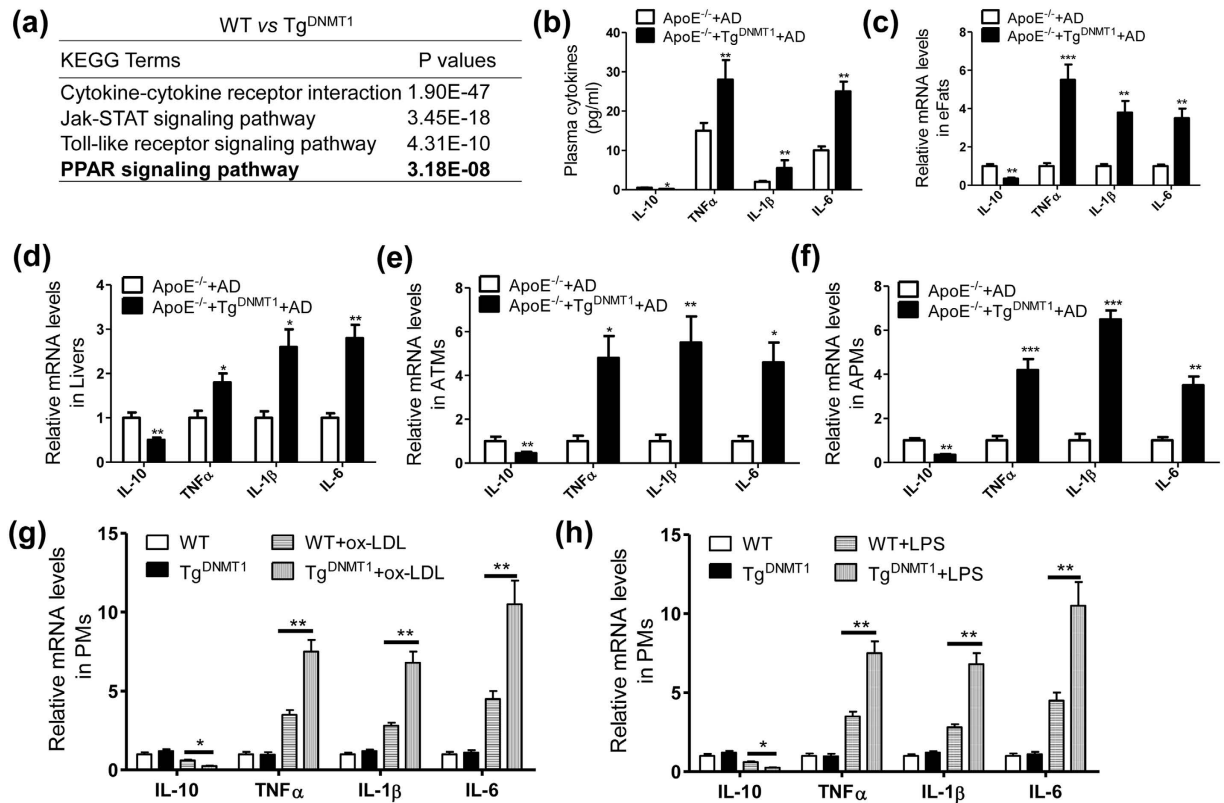 (a)
WT vs Tg^DNMT1
KEGG Terms P values
Cytokine-cytokine receptor interaction 1.90E-47
Jak-STAT signaling pathway 3.45E-18
Toll-like receptor signaling pathway 4.31E-10
PPAR signaling pathway 3.18E-08
(b)
ApoE-/-+AD
ApoE-/-+Tg^DNMT1+AD
Plasma cytokines
(pg/ml)
40
30
20
10
0
* ** ** **
IL-10 TNFα IL-1β IL-6
(c)
ApoE-/-+AD
ApoE-/-+Tg^DNMT1+AD
Relative mRNA levels
in eFats
8
6
4
2
0
** *** ** **
IL-10 TNFα IL-1β IL-6
(d)
ApoE-/-+AD
ApoE-/-+Tg^DNMT1+AD
Relative mRNA levels
in Livers
4
3
2
1
0
** * * **
IL-10 TNFα IL-1β IL-6
(e)
ApoE-/-+AD
ApoE-/-+Tg^DNMT1+AD
Relative mRNA levels
in ATMs
8
6
4
2
0
** * ** *
IL-10 TNFα IL-1β IL-6
(f)
ApoE-/-+AD
ApoE-/-+Tg^DNMT1+AD
Relative mRNA levels
in APMs
8
6
4
2
0
** *** *** **
IL-10 TNFα IL-1β IL-6
(g)
WT WT+ox-LDL
Tg^DNMT1 Tg^DNMT1+ox-LDL
Relative mRNA levels
in PMs
15
10
5
0
* ** ** **
IL-10 TNFα IL-1β IL-6
(h)
WT WT+LPS
Tg^DNMT1 Tg^DNMT1+LPS
Relative mRNA levels
in PMs
15
10
5
0
* ** ** **
IL-10 TNFα IL-1β IL-6